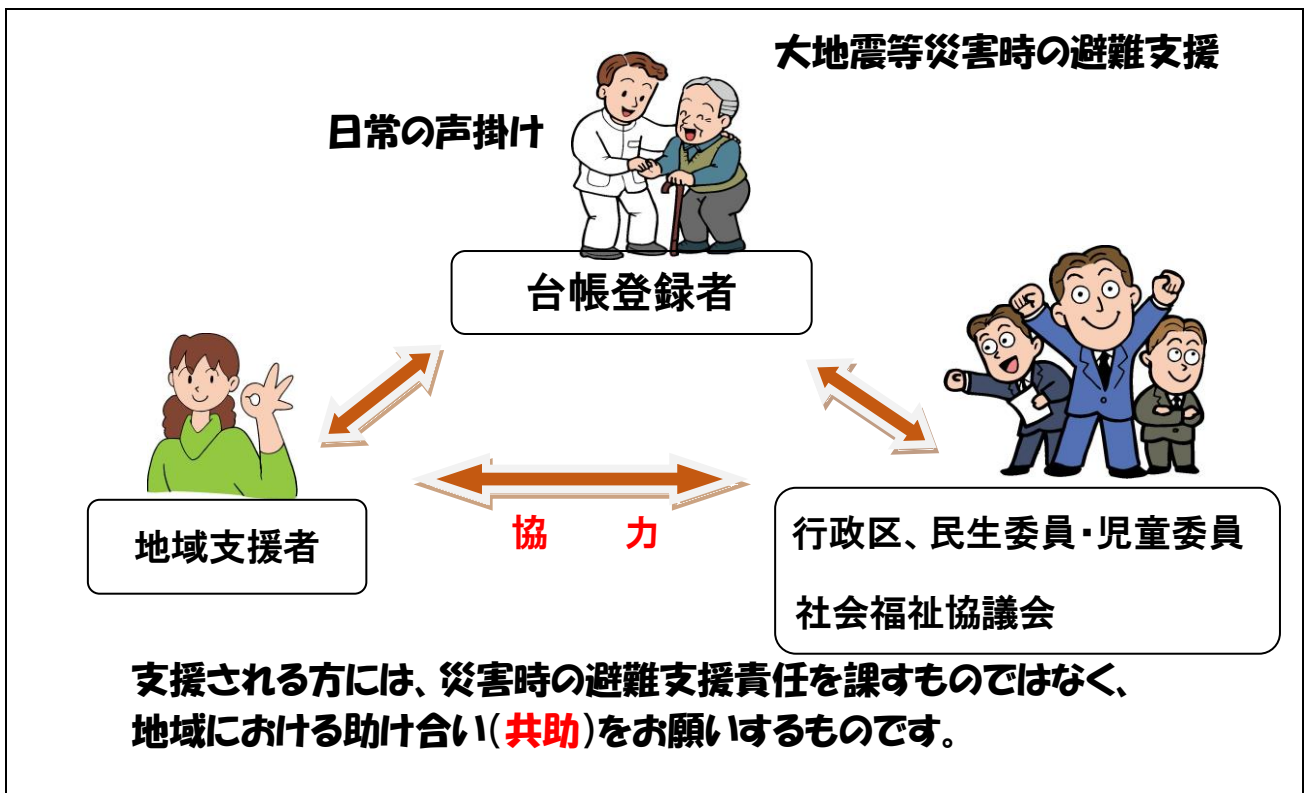 大地震等災害時の避難支援
日常の声掛け
台帳登録者
地域支援者
協　力
行政区、民生委員・児童委員
社会福祉協議会
支援される方には、災害時の避難支援責任を課すものではなく、
地域における助け合い(共助)をお願いするものです。